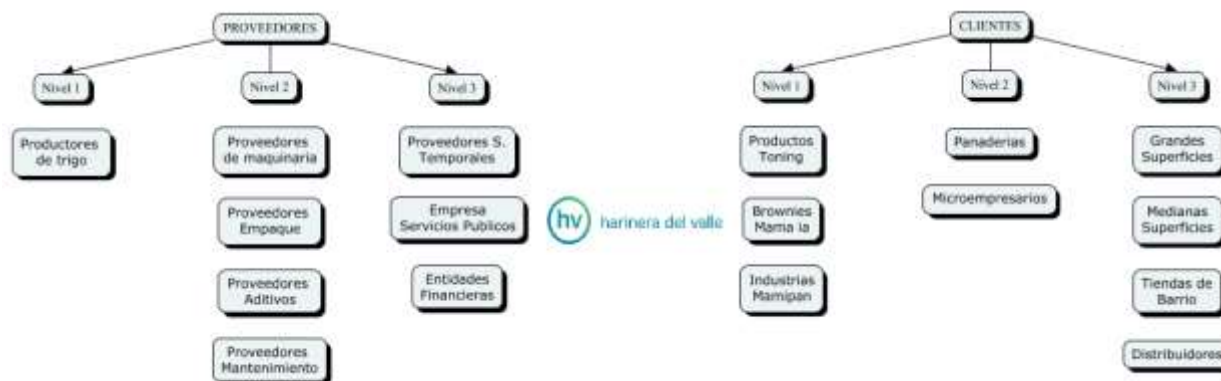 PROVEEDORES
Nivel 1
Nivel 2
Nivel 3
Productores
de trigo
Proveedores
de maquinaria
Proveedores
Empaque
Proveedores
Aditivos
Proveedores
Mantenimiento
Proveedores S.
Temporales
Empresa
Servicios Publicos
Entidades
Financieras
hv harinera del valle
CLIENTES
Nivel 1
Nivel 2
Nivel 3
Productos
Toning
Brownies
Mama ia
Industrias
Mamipan
Panaderias
Microempresarios
Grandes
Superficies
Medianas
Superficies
Tiendas de
Barrio
Distribuidores